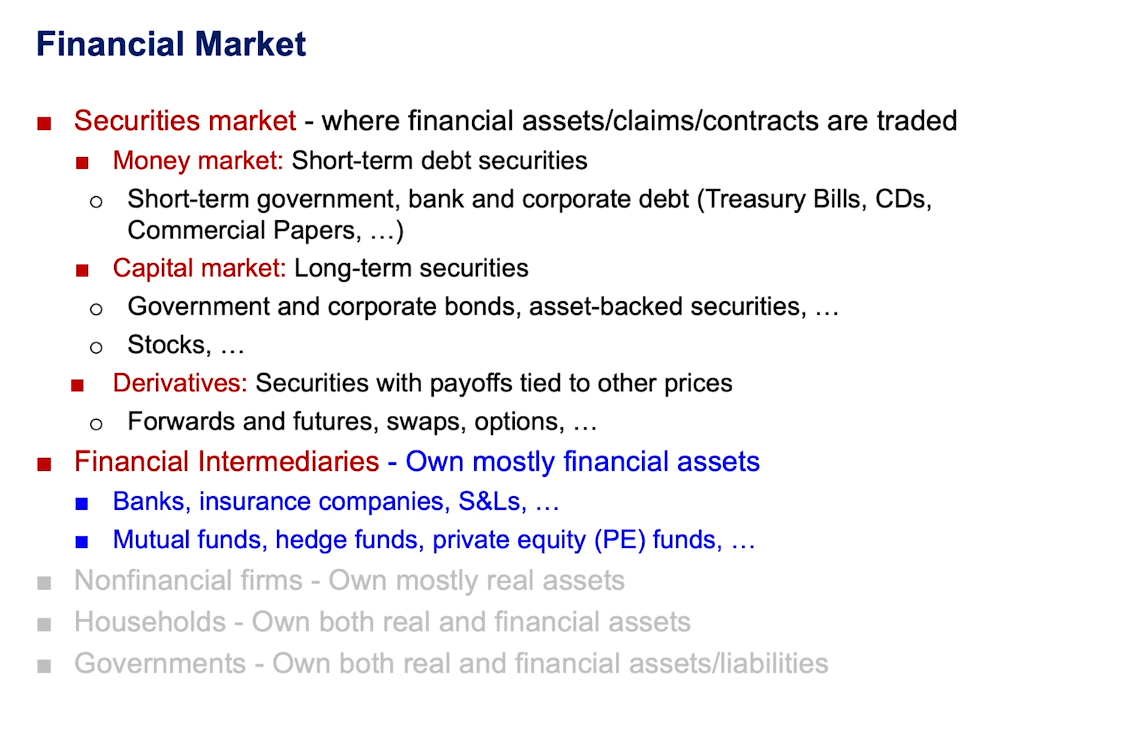 Financial Market
■ Securities market - where financial assets/claims/contracts are traded
■ Money market: Short-term debt securities
o Short-term government, bank and corporate debt (Treasury Bills, CDs,
Commercial Papers, …)
■ Capital market: Long-term securities
o Government and corporate bonds, asset-backed securities, …
o Stocks, …
■ Derivatives: Securities with payoffs tied to other prices
o Forwards and futures, swaps, options, …
■ Financial Intermediaries - Own mostly financial assets
■ Banks, insurance companies, S&Ls, …
■ Mutual funds, hedge funds, private equity (PE) funds, …
■ Nonfinancial firms - Own mostly real assets
■ Households - Own both real and financial assets
■ Governments - Own both real and financial assets/liabilities